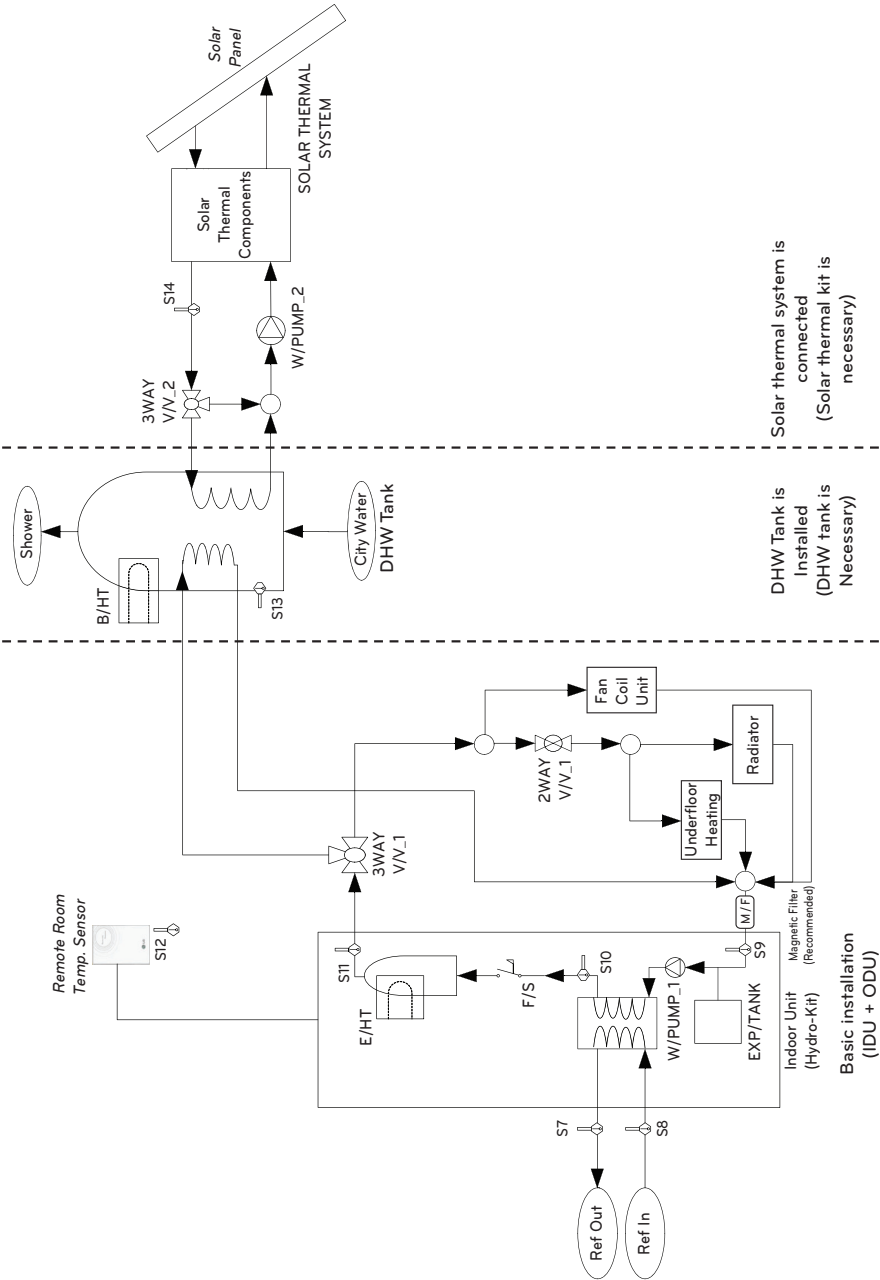 Solar
Panel
SOLAR THERMAL
SYSTEM
Solar
Thermal
Components
S14
W/PUMP_2
3WAY
V/V_2
Solar thermal system is
connected
(Solar thermal kit is
necessary)
Shower
City Water
DHW Tank
B/HT
S13
DHW Tank is
Installed
(DHW tank is
Necessary)
Fan
Coil
Unit
2WAY
V/V_1
Radiator
Underfloor
Heating
3WAY
V/V_1
M/F
Magnetic Filter
(Recommended)
Remote Room
Temp. Sensor
LG
S12
S11
E/HT
F/S
S10
W/PUMP_1
S9
EXP/TANK
Indoor Unit
(Hydro-Kit)
Basic installation
(IDU + ODU)
S7
S8
Ref Out
Ref In